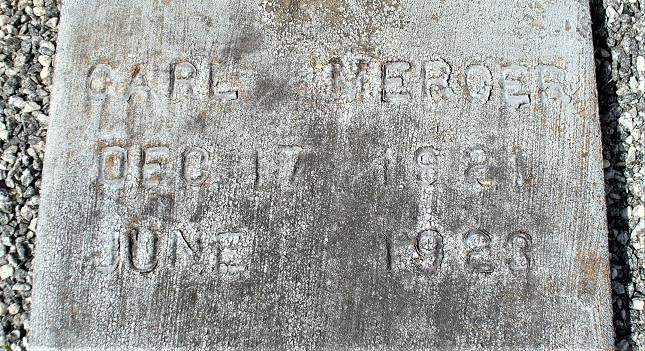 CARL MERCER
DEC 17 1921
JUNE 1923